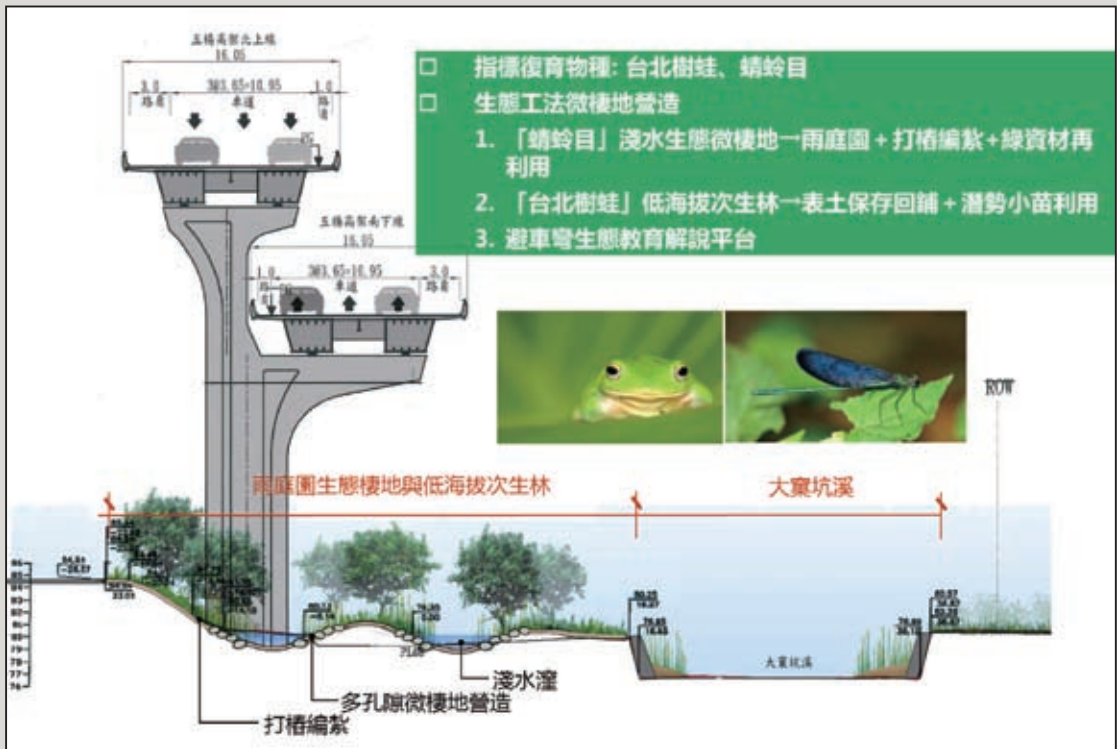 五楊高架北上線
16.05
3.0
3@3.65=10.95
1.0
路肩
車道
路肩
□ 指標復育物種: 台北樹蛙、蜻蛉目
□ 生態工法微棲地營造
1. 「蜻蛉目」淺水生態微棲地─雨庭園+打樁編紮+綠資材再
利用
2. 「台北樹蛙」低海拔次生林─表土保存回鋪+潛勢小苗利用
3. 避車彎生態教育解說平台
五楊高架南下線
16.05
1.0
3@3.65=10.95
3.0
路肩
車道
路肩
ROW
雨庭園生態棲地與低海拔次生林
大窠坑溪
大窠坑溪
淺水窪
多孔隙微棲地營造
打樁編紮